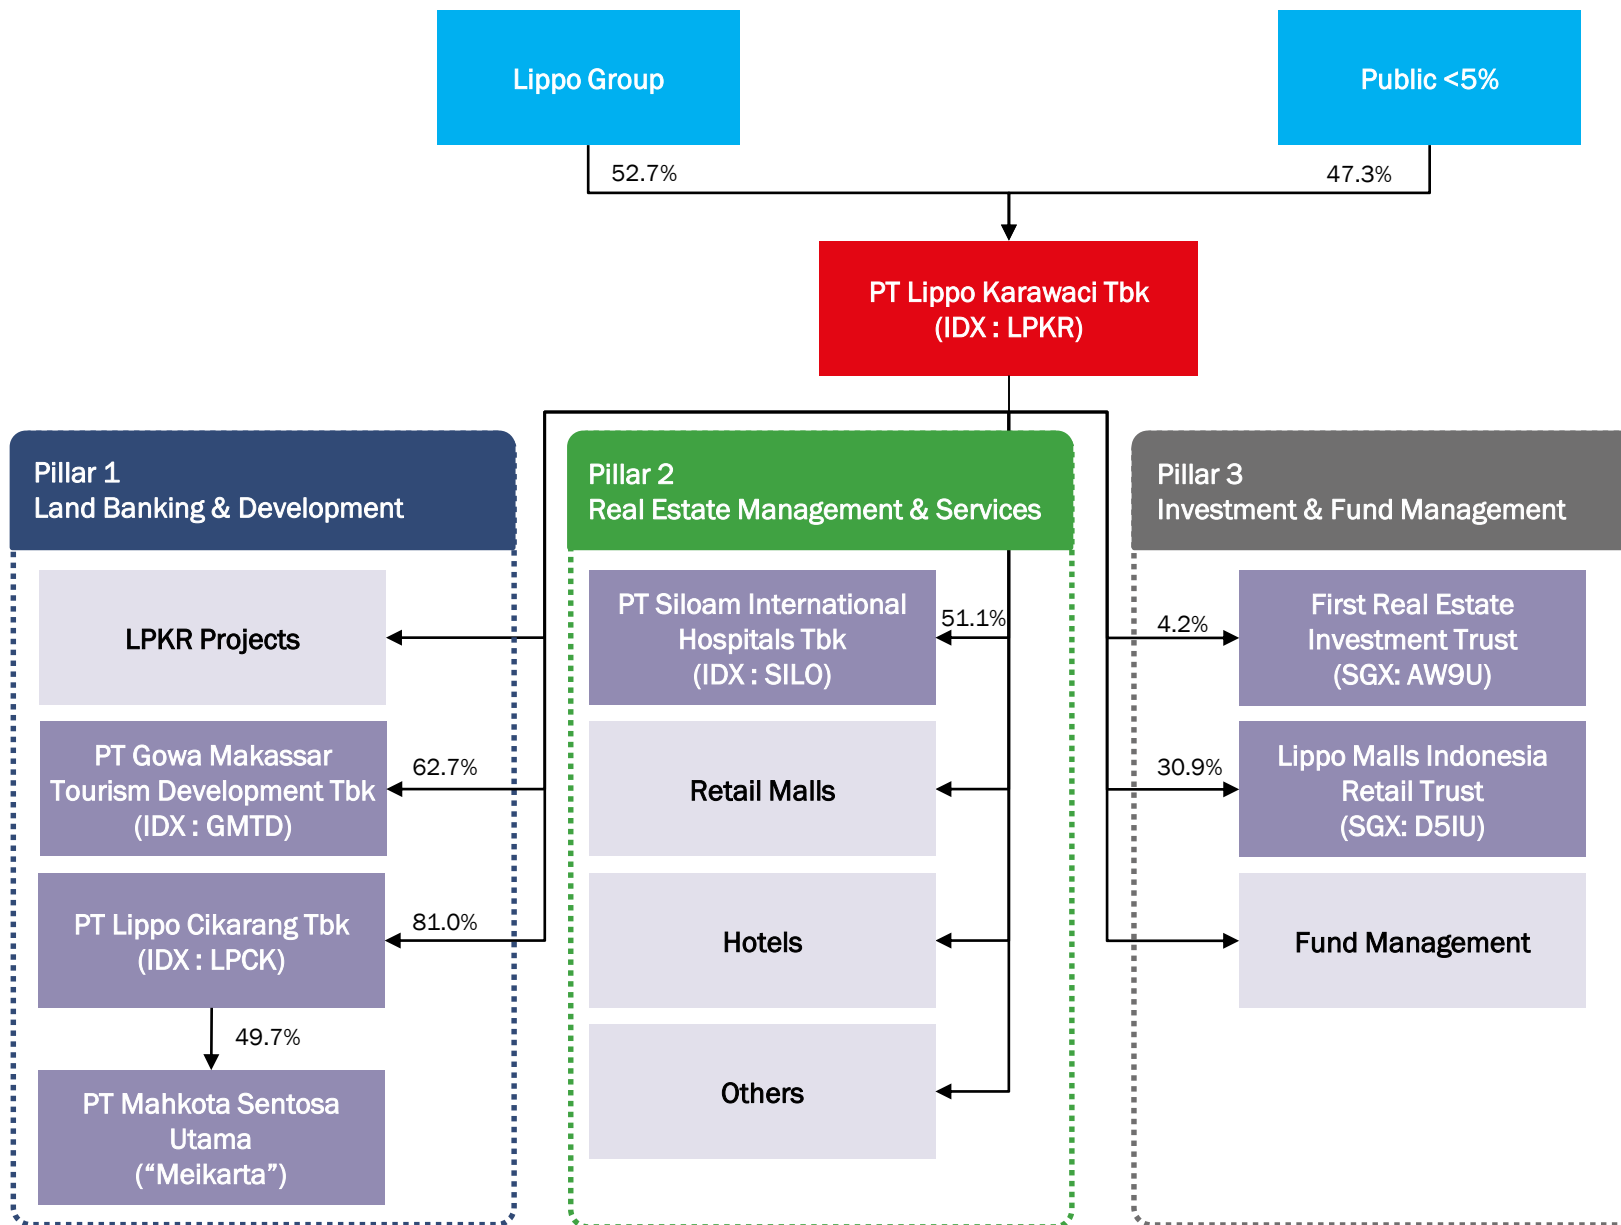 Lippo Group
Public <5%
52.7%
47.3%
PT Lippo Karawaci Tbk
(IDX : LPKR)
Pillar 1
Land Banking & Development
LPKR Projects
PT Gowa Makassar
Tourism Development Tbk
(IDX : GMTD)
62.7%
PT Lippo Cikarang Tbk
(IDX : LPCK)
81.0%
49.7%
PT Mahkota Sentosa
Utama
(“Meikarta”)
Pillar 2
Real Estate Management & Services
PT Siloam International
Hospitals Tbk
(IDX : SILO)
51.1%
Retail Malls
Hotels
Others
Pillar 3
Investment & Fund Management
4.2%
First Real Estate
Investment Trust
(SGX: AW9U)
30.9%
Lippo Malls Indonesia
Retail Trust
(SGX: D5IU)
Fund Management